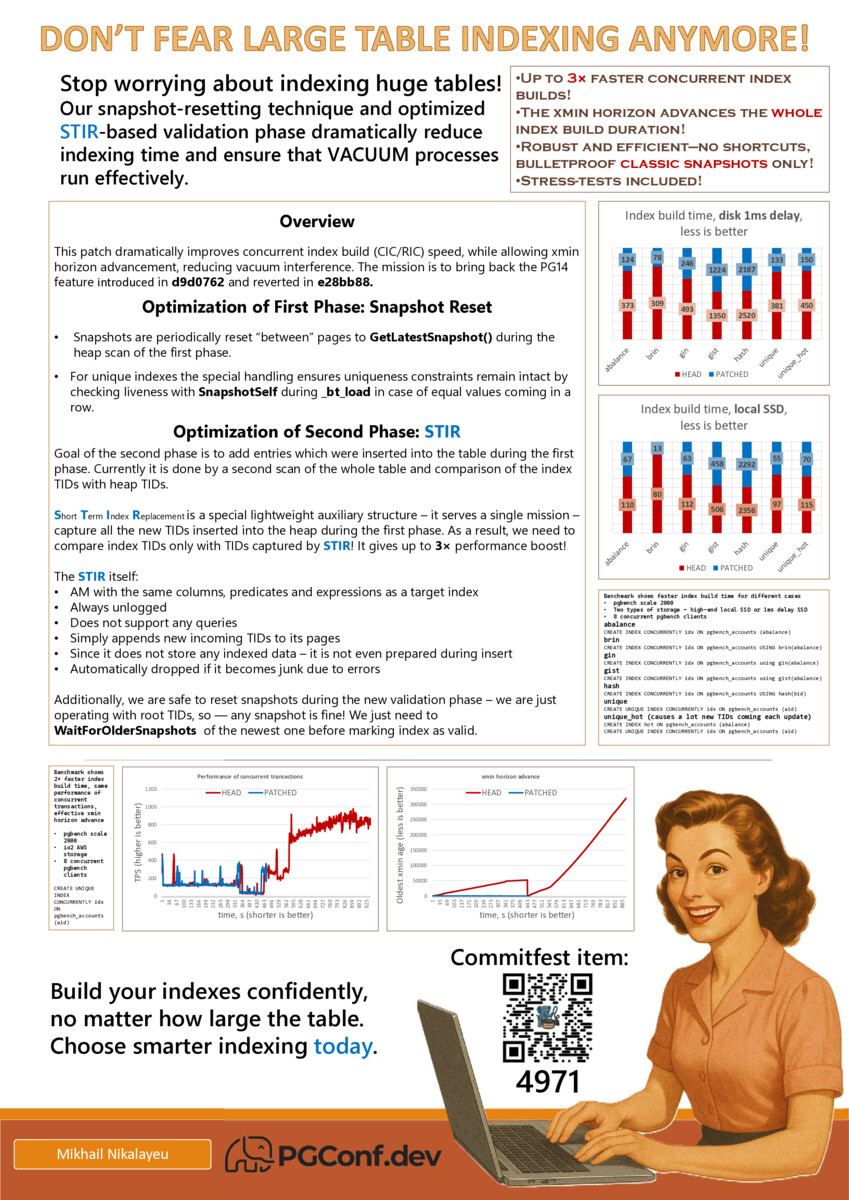 DON'T FEAR LARGE TABLE INDEXING ANYMORE!
Stop worrying about indexing huge tables!
Our snapshot-resetting technique and optimized
STIR-based validation phase dramatically reduce
indexing time and ensure that VACUUM processes
run effectively.
•UP TO 3× FASTER CONCURRENT INDEX
BUILDS!
•THE XMIN HORIZON ADVANCES THE WHOLE
INDEX BUILD DURATION!
•ROBUST AND EFFICIENT—NO SHORTCUTS,
BULLETPROOF CLASSIC SNAPSHOTS ONLY!
•STRESS-TESTS INCLUDED!
Overview
This patch dramatically improves concurrent index build (CIC/RIC) speed, while allowing xmin
horizon advancement, reducing vacuum interference. The mission is to bring back the PG14
feature introduced in d9d0762 and reverted in e28bb88.
Optimization of First Phase: Snapshot Reset
• Snapshots are periodically reset "between" pages to GetLatestSnapshot() during the
heap scan of the first phase.
• For unique indexes the special handling ensures uniqueness constraints remain intact by
checking liveness with SnapshotSelf during _bt_load in case of equal values coming in a
row.
Optimization of Second Phase: STIR
Goal of the second phase is to add entries which were inserted into the table during the first
phase. Currently it is done by a second scan of the whole table and comparison of the index
TIDs with heap TIDs.
Short Term Index Replacement is a special lightweight auxiliary structure – it serves a single mission –
capture all the new TIDs inserted into the heap during the first phase. As a result, we need to
compare index TIDs only with TIDs captured by STIR! It gives up to 3× performance boost!
The STIR itself:
• AM with the same columns, predicates and expressions as a target index
• Always unlogged
• Does not support any queries
• Simply appends new incoming TIDs to its pages
• Since it does not store any indexed data – it is not even prepared during insert
• Automatically dropped if it becomes junk due to errors
Additionally, we are safe to reset snapshots during the new validation phase – we are just
operating with root TIDs, so — any snapshot is fine! We just need to
WaitForOlderSnapshots of the newest one before marking index as valid.
Index build time, disk 1ms delay,
less is better
124 78 246 1224 2187 133 150
373 309 493 1350 2520 381 450
abalance brin gin gist hash unique unique_hot
HEAD PATCHED
Index build time, local SSD,
less is better
67 13 63 458 2292 55 70
110 80 112 506 2356 97 115
abalance brin gin gist hash unique unique_hot
HEAD PATCHED
Benchmark shows faster index build time for different cases
• pgbench scale 2000
• Two types of storage – high-end local SSD or 1ms delay SSD
• 8 concurrent pgbench clients
abalance
CREATE INDEX CONCURRENTLY idx ON pgbench_accounts (abalance)
brin
CREATE INDEX CONCURRENTLY idx ON pgbench_accounts USING brin(abalance)
gin
CREATE INDEX CONCURRENTLY idx ON pgbench_accounts using gin(abalance)
gist
CREATE INDEX CONCURRENTLY idx ON pgbench_accounts using gist(abalance)
hash
CREATE INDEX CONCURRENTLY idx ON pgbench_accounts USING hash(bid)
unique
CREATE UNIQUE INDEX CONCURRENTLY idx ON pgbench_accounts (aid)
unique_hot (causes a lot new TIDs coming each update)
CREATE INDEX hot ON pgbench_accounts (abalance)
CREATE UNIQUE INDEX CONCURRENTLY idx ON pgbench_accounts (aid)
Benchmark shows
2× faster index
build time, same
performance of
concurrent
transactions,
effective xmin
horizon advance
• pgbench scale
2000
• io2 AWS
storage
• 8 concurrent
pgbench
clients
CREATE UNIQUE
INDEX
CONCURRENTLY idx
ON
pgbench_accounts
(aid)
Performance of concurrent transactions
HEAD PATCHED
TPS (higher is better)
1200
1000
800
600
400
200
0
time, s (shorter is better)
xmin horizon advance
HEAD PATCHED
Oldest xmin age (less is better)
350000
300000
250000
200000
150000
100000
50000
0
time, s (shorter is better)
Commitfest item:
4971
Build your indexes confidently,
no matter how large the table.
Choose smarter indexing today.
Mikhail Nikalayeu
PGConf.dev